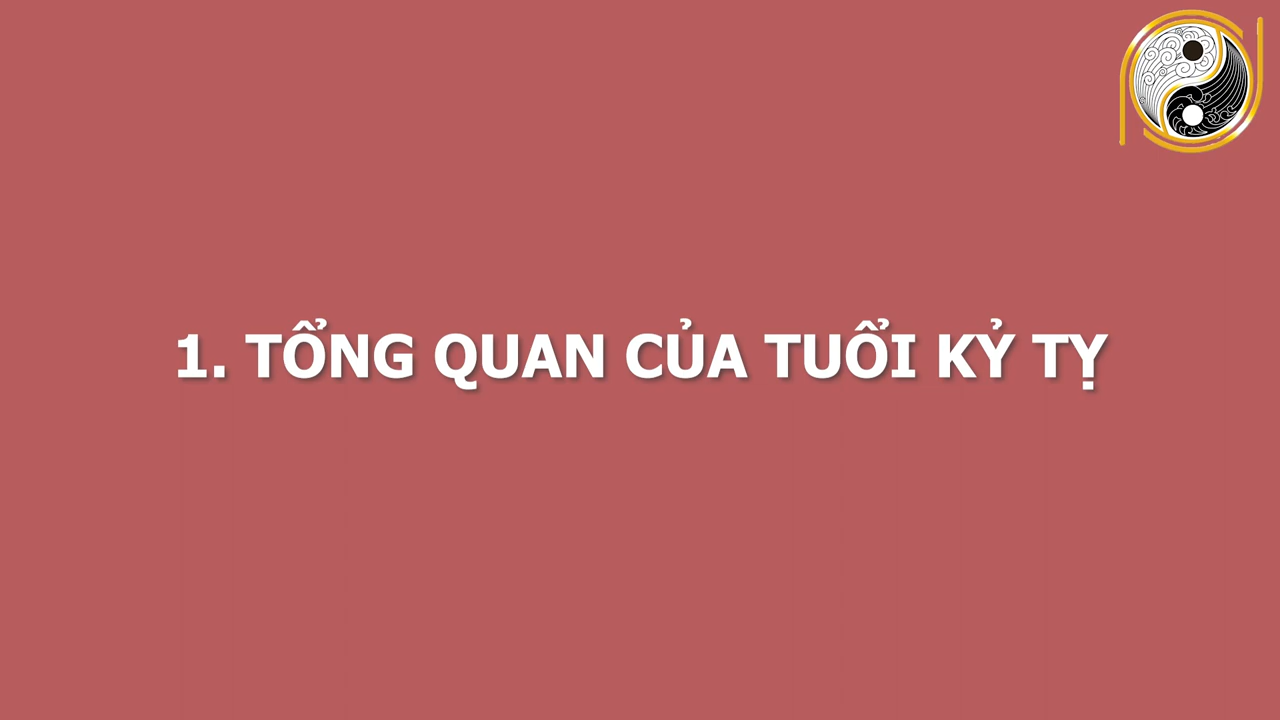 1. TỔNG QUAN CỦA TUỔI KỶ TỴ